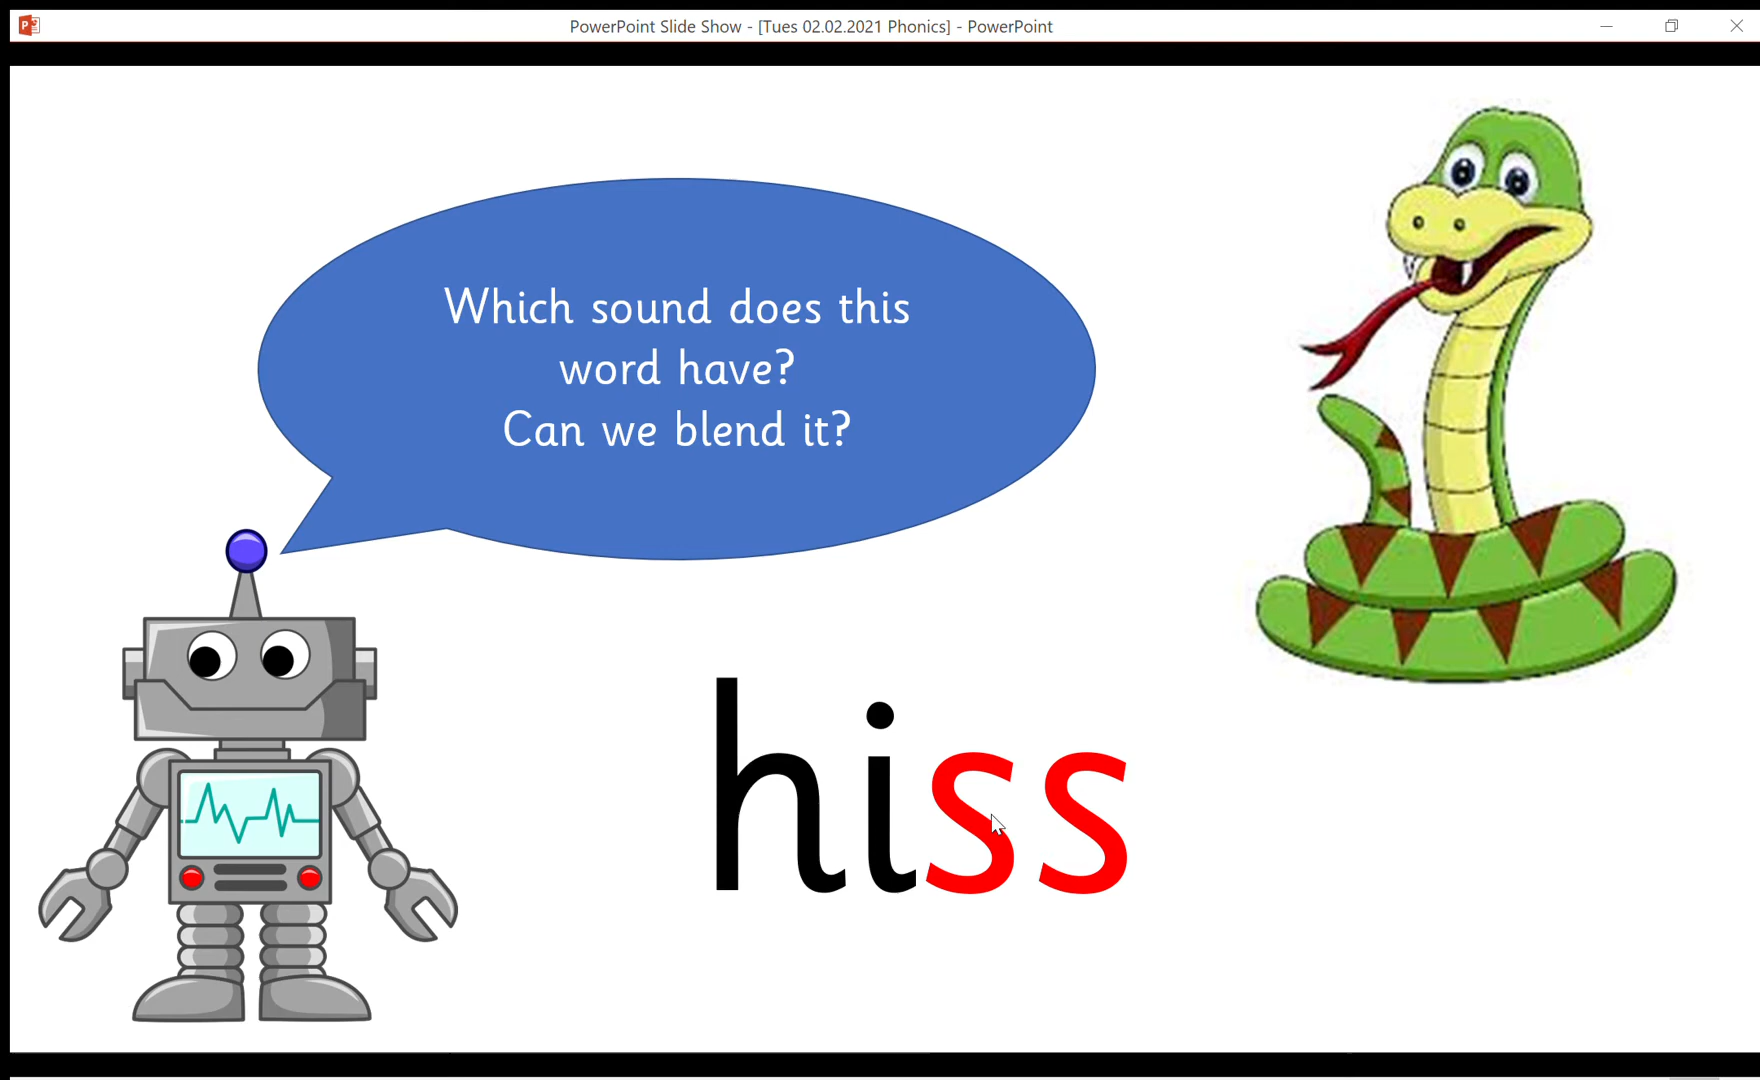 PowerPoint Slide Show - [Tues 02.02.2021 Phonics] - PowerPoint
Which sound does this
word have?
Can we blend it?
hiss